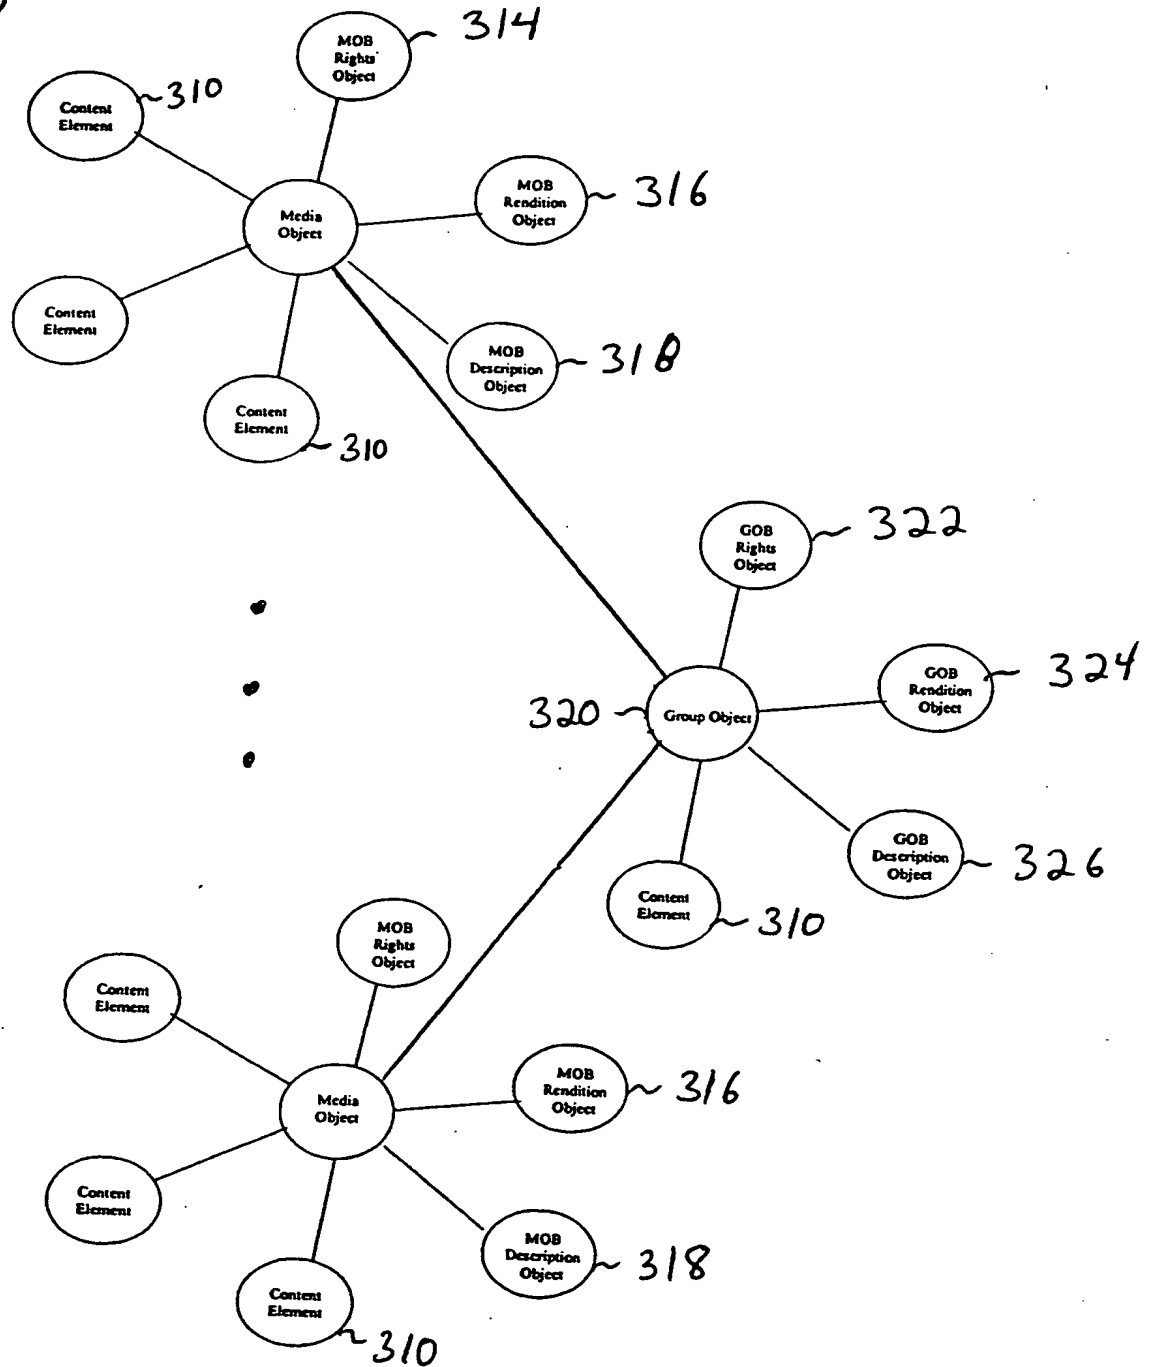 314
MOB
Rights
Object
310
Content
Element
MOB
Rendition
Object
316
Media
Object
Content
Element
MOB
Description
Object
318
Content
Element
310
GOB
Rights
Object
322
GOB
Rendition
Object
324
320
Group Object
GOB
Description
Object
326
Content
Element
310
MOB
Rights
Object
Content
Element
MOB
Rendition
Object
316
Media
Object
Content
Element
MOB
Description
Object
318
Content
Element
310